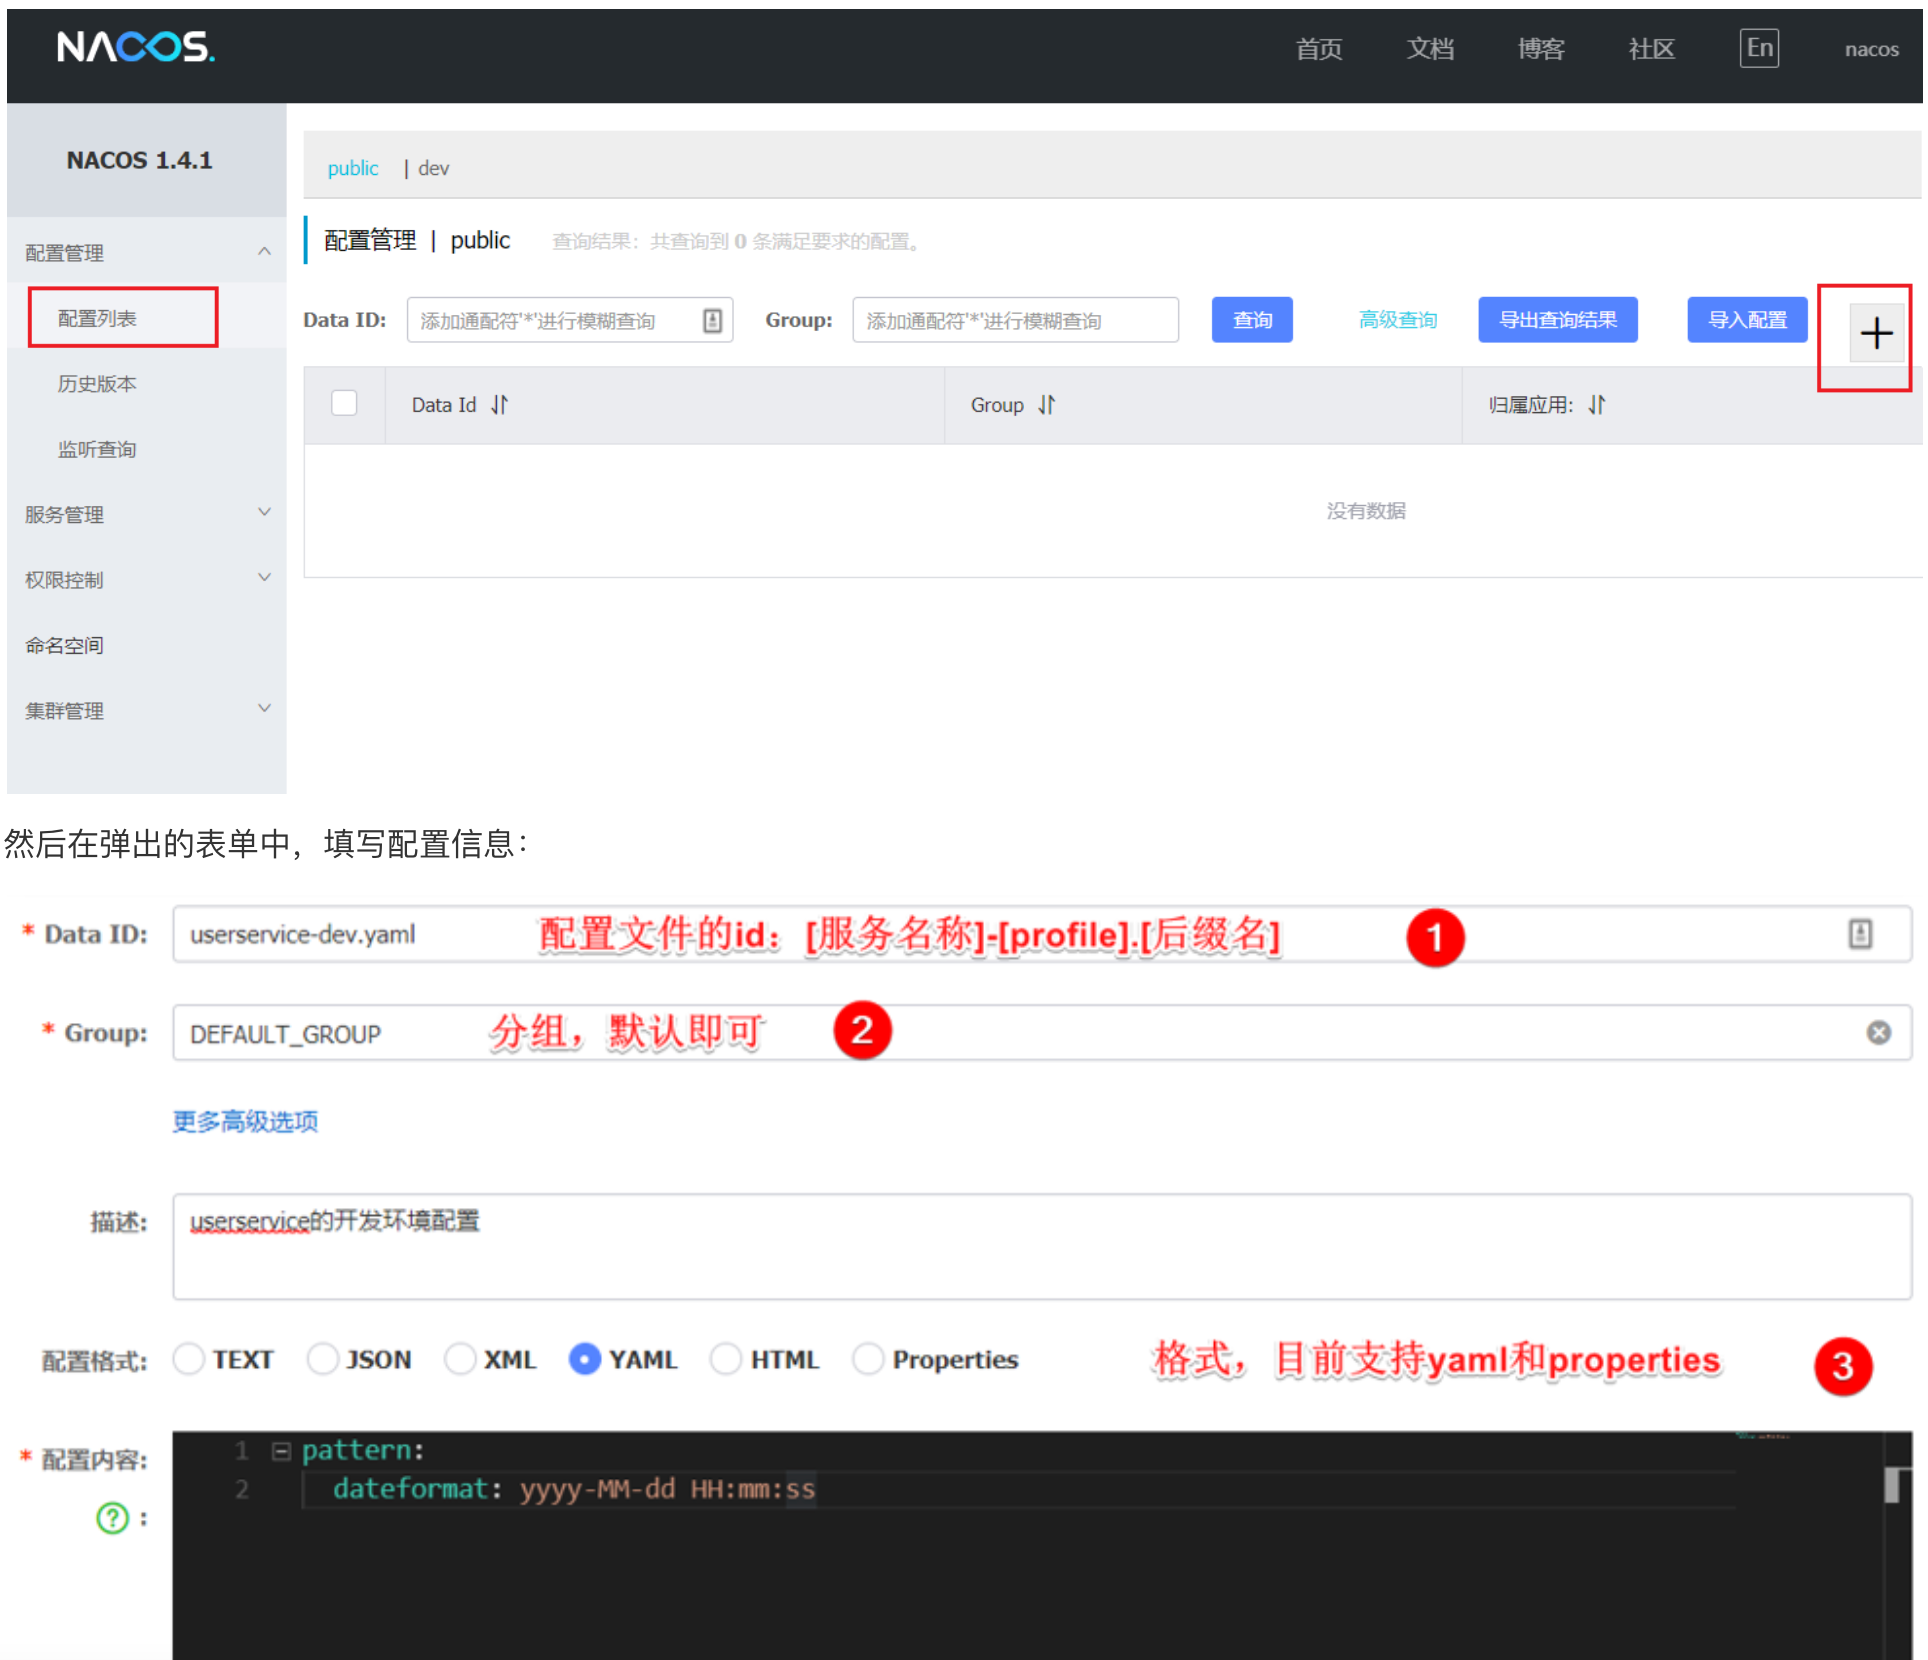 NACOS.
首页 文档 博客 社区 En nacos
NACOS 1.4.1
public | dev
配置管理
配置管理 | public 查询结果：共查询到 0 条满足要求的配置。
配置列表
Data ID: 添加通配符'*'进行模糊查询 Group: 添加通配符'*'进行模糊查询 查询 高级查询 导出查询结果 导入配置 +
历史版本
Data Id Group 归属应用:
监听查询
服务管理
没有数据
权限控制
命名空间
集群管理
然后在弹出的表单中，填写配置信息：
* Data ID: userservice-dev.yaml 配置文件的id：[服务名称]-[profile].[后缀名] 1
* Group: DEFAULT_GROUP 分组，默认即可 2
更多高级选项
描述: userservice的开发环境配置
配置格式: TEXT JSON XML YAML HTML Properties 格式，目前支持yaml和properties 3
* 配置内容: 1 pattern:
2 dateformat: yyyy-MM-dd HH:mm:ss
? :